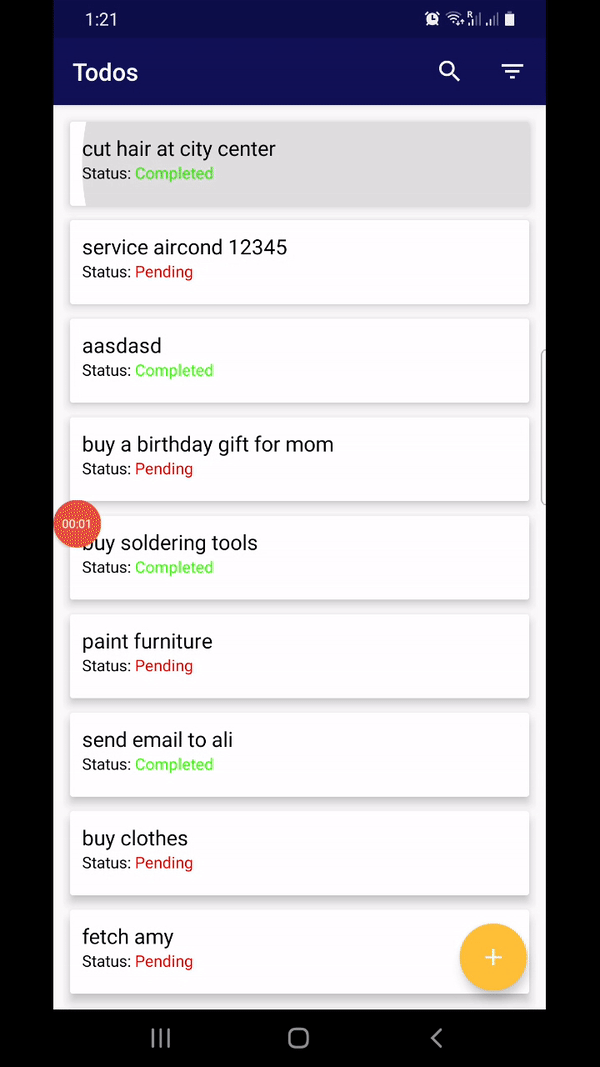 1:21
R
Todos
cut hair at city center
Status: Completed
service aircond 12345
Status: Pending
aasdasd
Status: Completed
buy a birthday gift for mom
Status: Pending
00:01
buy soldering tools
Status: Completed
paint furniture
Status: Pending
send email to ali
Status: Completed
buy clothes
Status: Pending
fetch amy
Status: Pending